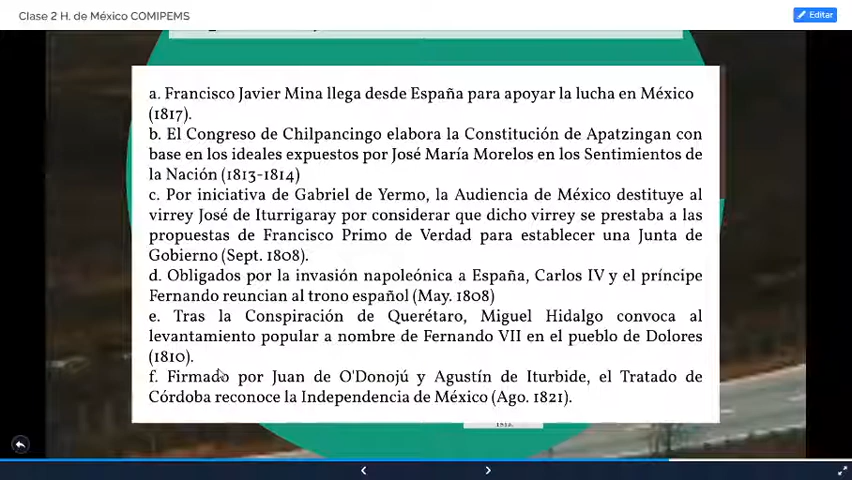 Clase 2 H. de México COMIPEMS
Editar
a. Francisco Javier Mina llega desde España para apoyar la lucha en México
(1817).
b. El Congreso de Chilpancingo elabora la Constitución de Apatzingan con
base en los ideales expuestos por José María Morelos en los Sentimientos de
la Nación (1813-1814)
c. Por iniciativa de Gabriel de Yermo, la Audiencia de México destituye al
virrey José de Iturrigaray por considerar que dicho virrey se prestaba a las
propuestas de Francisco Primo de Verdad para establecer una Junta de
Gobierno (Sept. 1808).
d. Obligados por la invasión napoleónica a España, Carlos IV y el príncipe
Fernando reuncian al trono español (May. 1808)
e. Tras la Conspiración de Querétaro, Miguel Hidalgo convoca al
levantamiento popular a nombre de Fernando VII en el pueblo de Dolores
(1810).
f. Firmado por Juan de O'Donojú y Agustín de Iturbide, el Tratado de
Córdoba reconoce la Independencia de México (Ago. 1821).